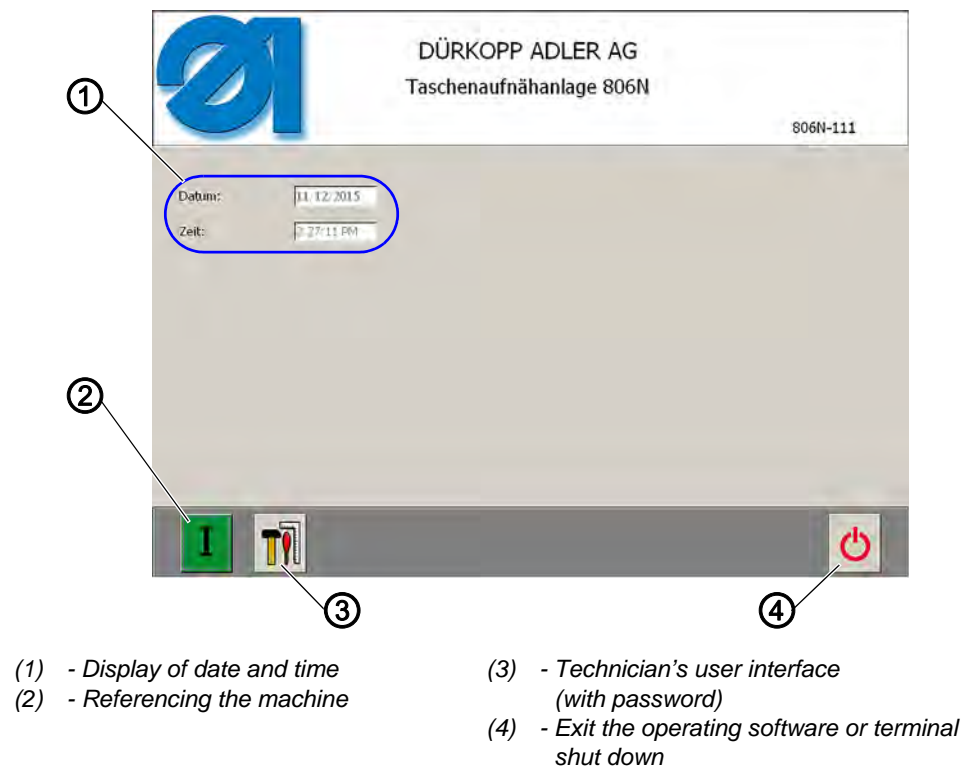 DÜRKOPP ADLER AG
Taschenaufnähanlage 806N
806N-111
1
Datum:
11/12/2015
Zeit:
2:27:11 PM
2
I
3
4
(1) - Display of date and time
(2) - Referencing the machine
(3) - Technician's user interface
(with password)
(4) - Exit the operating software or terminal
shut down